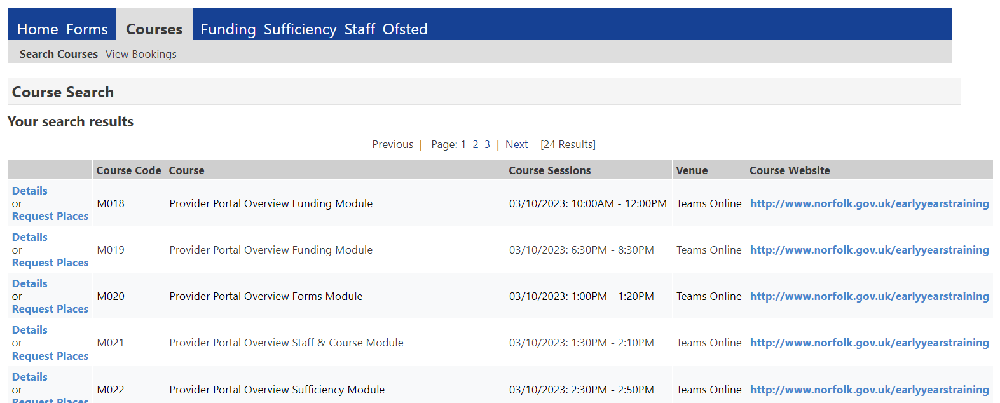 Home Forms Courses Funding Sufficiency Staff Ofsted
Search Courses View Bookings
Course Search
Your search results
Previous | Page: 1 2 3 | Next [24 Results]
Course Code Course Course Sessions Venue Course Website
Details
or
Request Places
M018 Provider Portal Overview Funding Module 03/10/2023: 10:00AM - 12:00PM Teams Online http://www.norfolk.gov.uk/earlyyearstraining
Details
or
Request Places
M019 Provider Portal Overview Funding Module 03/10/2023: 6:30PM - 8:30PM Teams Online http://www.norfolk.gov.uk/earlyyearstraining
Details
or
Request Places
M020 Provider Portal Overview Forms Module 03/10/2023: 1:00PM - 1:20PM Teams Online http://www.norfolk.gov.uk/earlyyearstraining
Details
or
Request Places
M021 Provider Portal Overview Staff & Course Module 03/10/2023: 1:30PM - 2:10PM Teams Online http://www.norfolk.gov.uk/earlyyearstraining
Details
or
Request Places
M022 Provider Portal Overview Sufficiency Module 03/10/2023: 2:30PM - 2:50PM Teams Online http://www.norfolk.gov.uk/earlyyearstraining